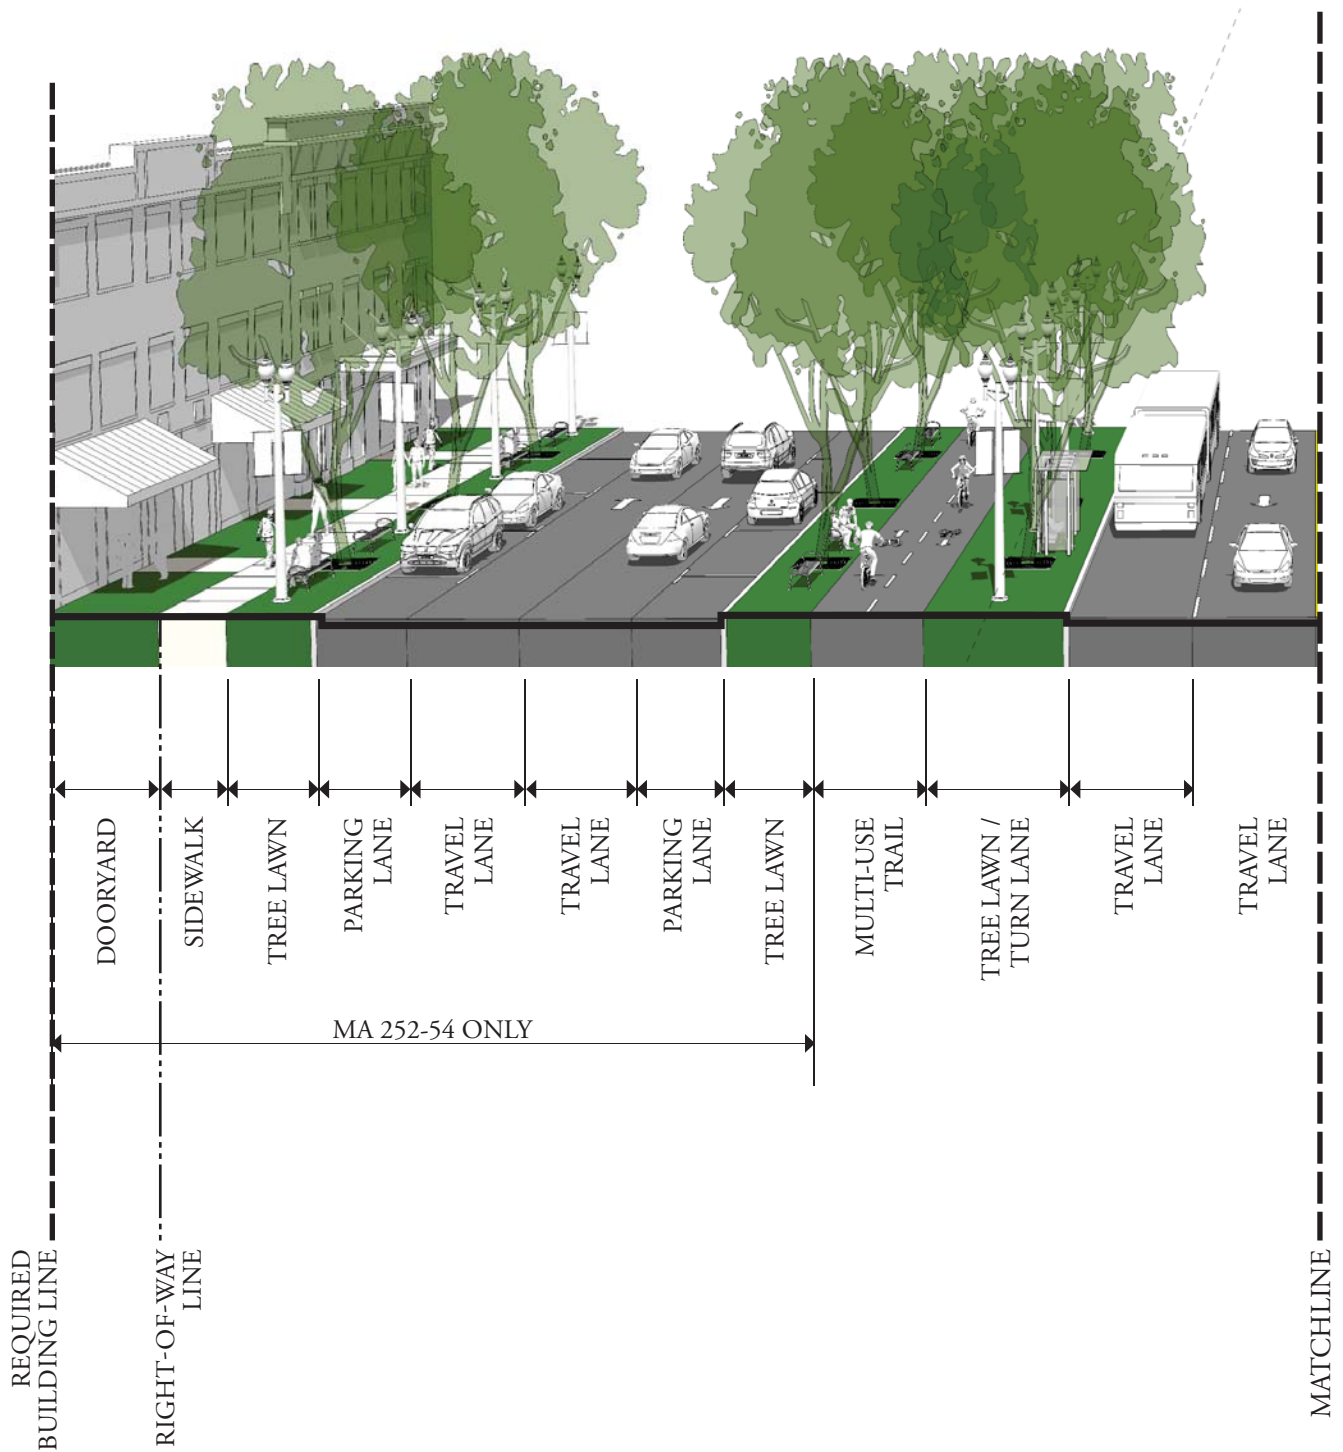 DOORYARD
SIDEWALK
TREE LAWN
PARKING
LANE
TRAVEL
LANE
TRAVEL
LANE
PARKING
LANE
TREE LAWN
MULTI-USE
TRAIL
TREE LAWN /
TURN LANE
TRAVEL
LANE
TRAVEL
LANE
MA 252-54 ONLY
REQUIRED
BUILDING LINE
RIGHT-OF-WAY
LINE
MATCHLINE